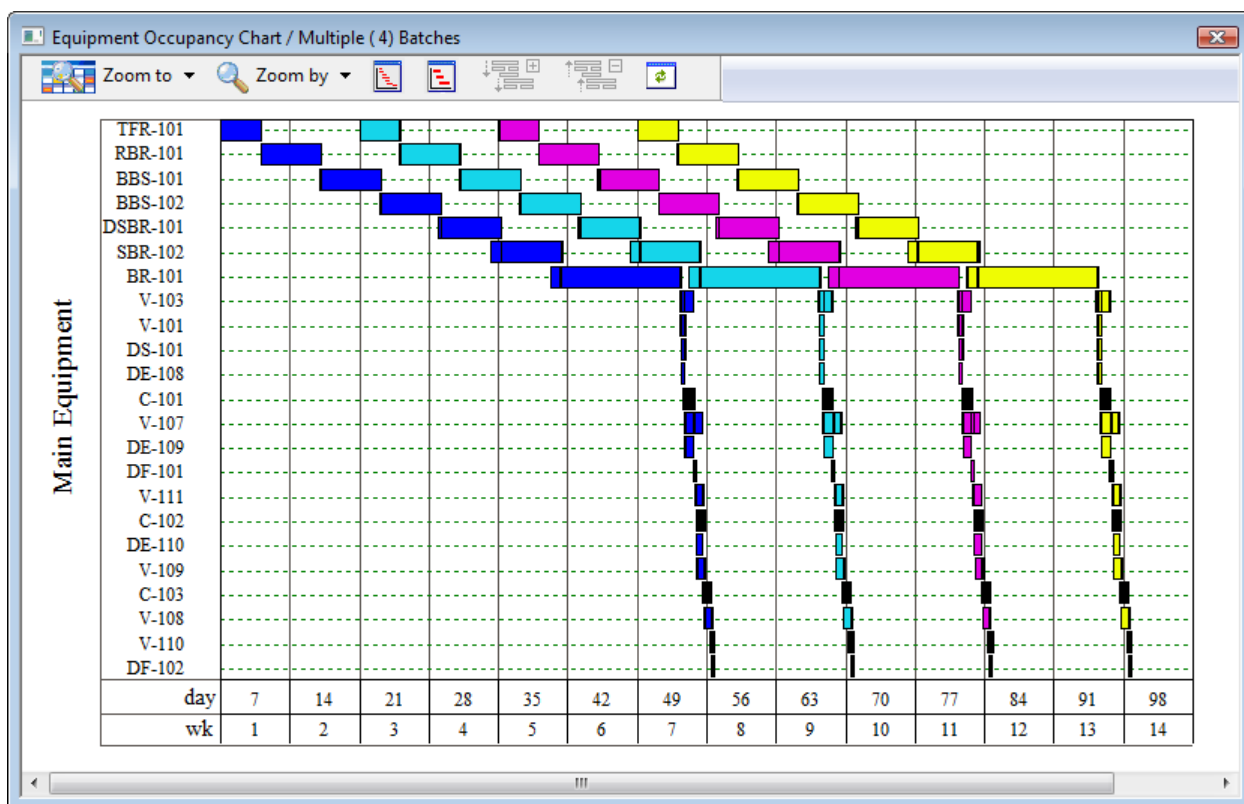 Equipment Occupancy Chart / Multiple ( 4) Batches
Zoom to Zoom by
TFR-101
RBR-101
BBS-101
BBS-102
DSBR-101
SBR-102
BR-101
V-103
V-101
DS-101
DE-108
C-101
V-107
DE-109
DF-101
V-111
C-102
DE-110
V-109
C-103
V-108
V-110
DF-102
Main Equipment
day 7 14 21 28 35 42 49 56 63 70 77 84 91 98
wk 1 2 3 4 5 6 7 8 9 10 11 12 13 14